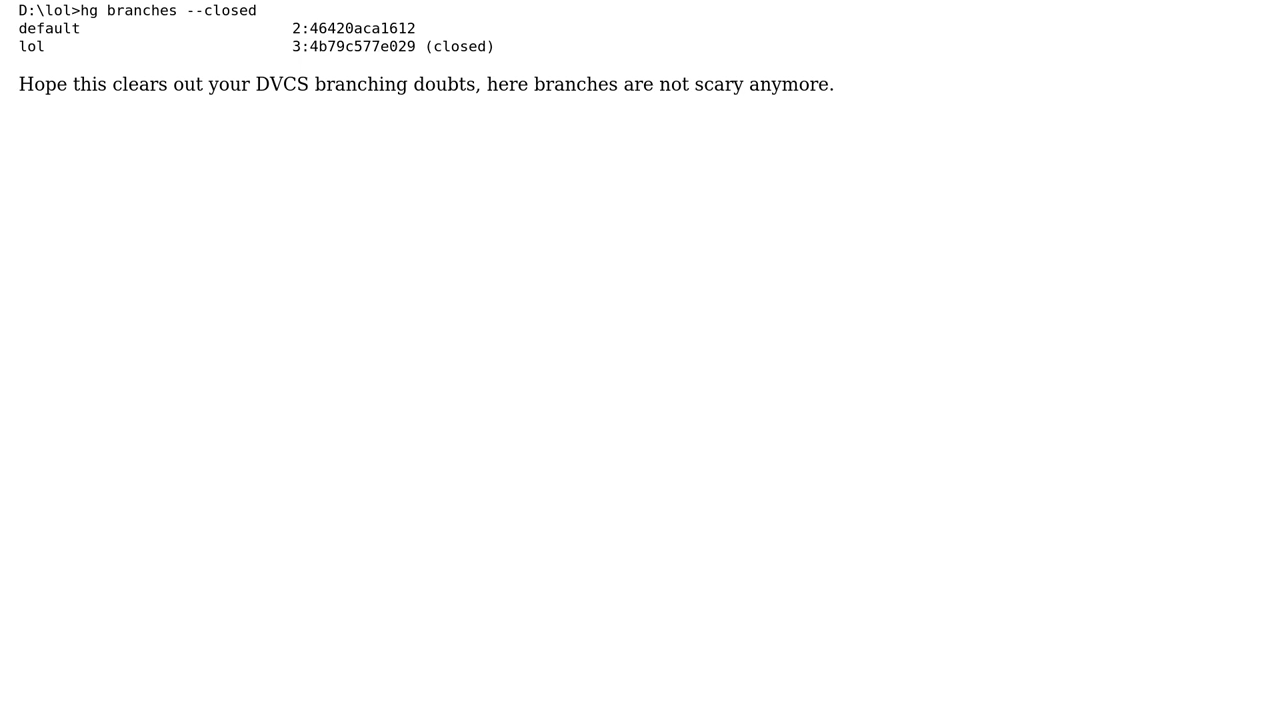 D:\lol>hg branches --closed
default                        2:46420aca1612
lol                            3:4b79c577e029 (closed)
Hope this clears out your DVCS branching doubts, here branches are not scary anymore.